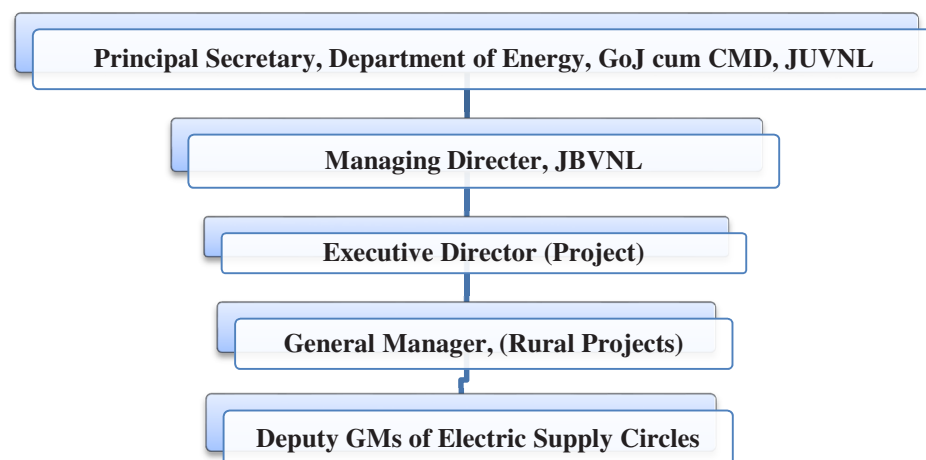 Principal Secretary, Department of Energy, GoJ cum CMD, JUVNL
Managing Directer, JBVNL
Executive Director (Project)
General Manager, (Rural Projects)
Deputy GMs of Electric Supply Circles